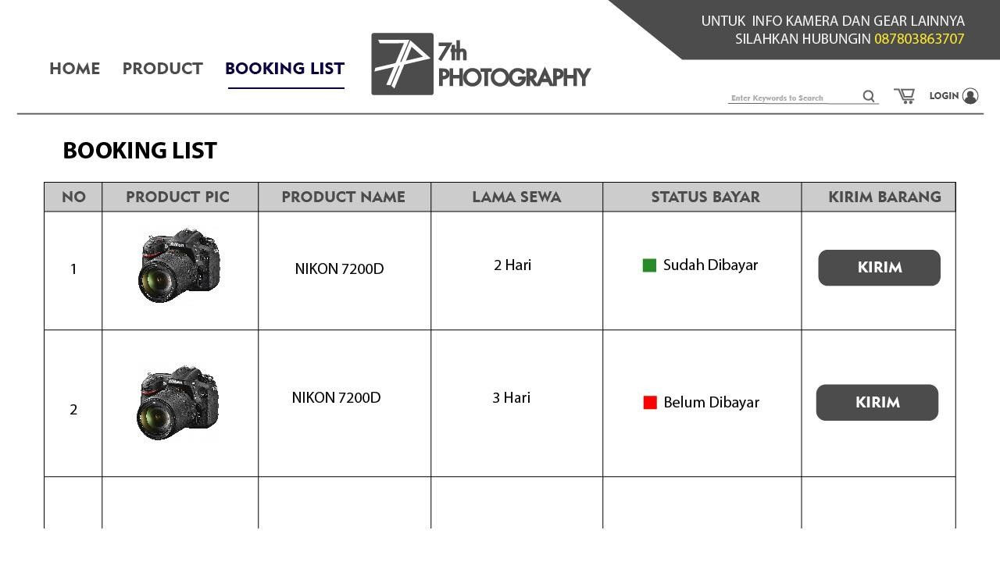 UNTUK INFO KAMERA DAN GEAR LAINNYA
SILAHKAN HUBUNGIN 087803863707
HOME PRODUCT BOOKING LIST
7th
PHOTOGRAPHY
Enter Keywords to Search
LOGIN
BOOKING LIST
NO PRODUCT PIC PRODUCT NAME LAMA SEWA STATUS BAYAR KIRIM BARANG
Nikon
1 NIKON 7200D 2 Hari Sudah Dibayar KIRIM
Nikon
2 NIKON 7200D 3 Hari Belum Dibayar KIRIM